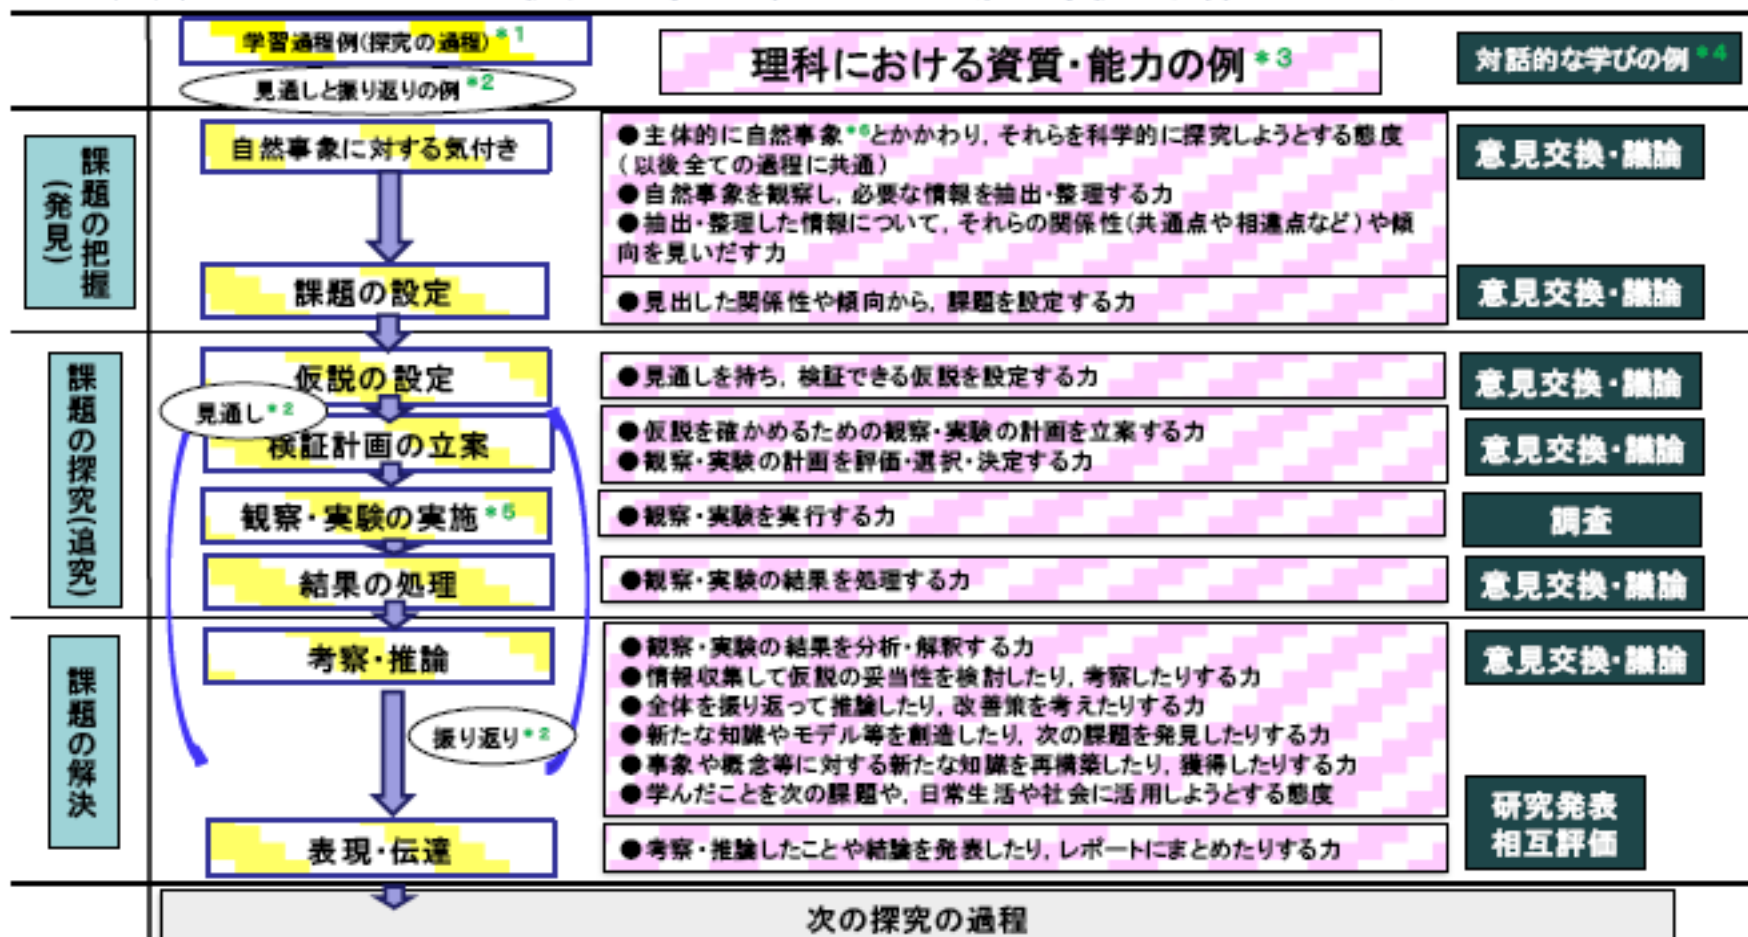 学習過程例(探究の過程)*1
見通しと振り返りの例*2
理科における資質・能力の例*3
対話的な学びの例*4
課題の把握
(発見)
自然事象に対する気付き
●主体的に自然事象*6とかかわり, それらを科学的に探究しようとする態度
(以後全ての過程に共通)
●自然事象を観察し, 必要な情報を抽出・整理する力
●抽出・整理した情報について, それらの関係性(共通点や相違点など)や傾
向を見いだす力
意見交換・議論
課題の設定
●見出した関係性や傾向から, 課題を設定する力
意見交換・議論
課題の探究(追究)
仮説の設定
●見通しを持ち, 検証できる仮説を設定する力
意見交換・議論
見通し*2
検証計画の立案
●仮説を確かめるための観察・実験の計画を立案する力
●観察・実験の計画を評価・選択・決定する力
意見交換・議論
観察・実験の実施*5
●観察・実験を実行する力
調査
結果の処理
●観察・実験の結果を処理する力
意見交換・議論
課題の解決
考察・推論
●観察・実験の結果を分析・解釈する力
●情報収集して仮説の妥当性を検討したり, 考察したりする力
●全体を振り返って推論したり, 改善策を考えたりする力
●新たな知識やモデル等を創造したり, 次の課題を発見したりする力
●事象や概念等に対する新たな知識を再構築したり, 獲得したりする力
●学んだことを次の課題や, 日常生活や社会に活用しようとする態度
意見交換・議論
振り返り*2
表現・伝達
●考察・推論したことや結論を発表したり, レポートにまとめたりする力
研究発表
相互評価
次の探究の過程